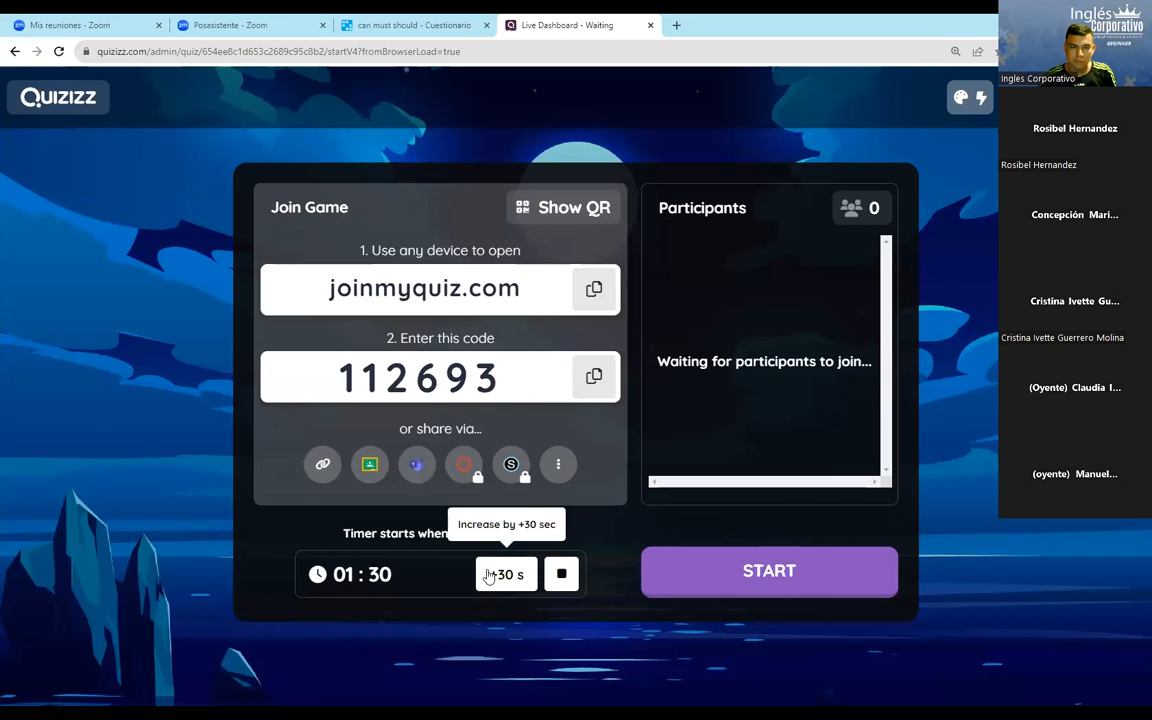 Mis reuniones - Zoom
Posasistente - Zoom
can must should - Cuestionario
Live Dashboard - Waiting
quizizz.com/admin/quiz/654ee8c1d653c2689c95c8b2/startV4?fromBrowserLoad=true
Quizizz
Join Game
Show QR
1. Use any device to open
joinmyquiz.com
2. Enter this code
112693
or share via...
Participants
0
Waiting for participants to join...
Timer starts when
Increase by +30 sec
01 : 30
30 s
START
Inglés
Corporativo
BEGINNER
Ingles Corporativo
Rosibel Hernandez
Rosibel Hernandez
Concepción Mari...
Cristina Ivette Gu...
Cristina Ivette Guerrero Molina
(Oyente) Claudia I...
(oyente) Manuel...